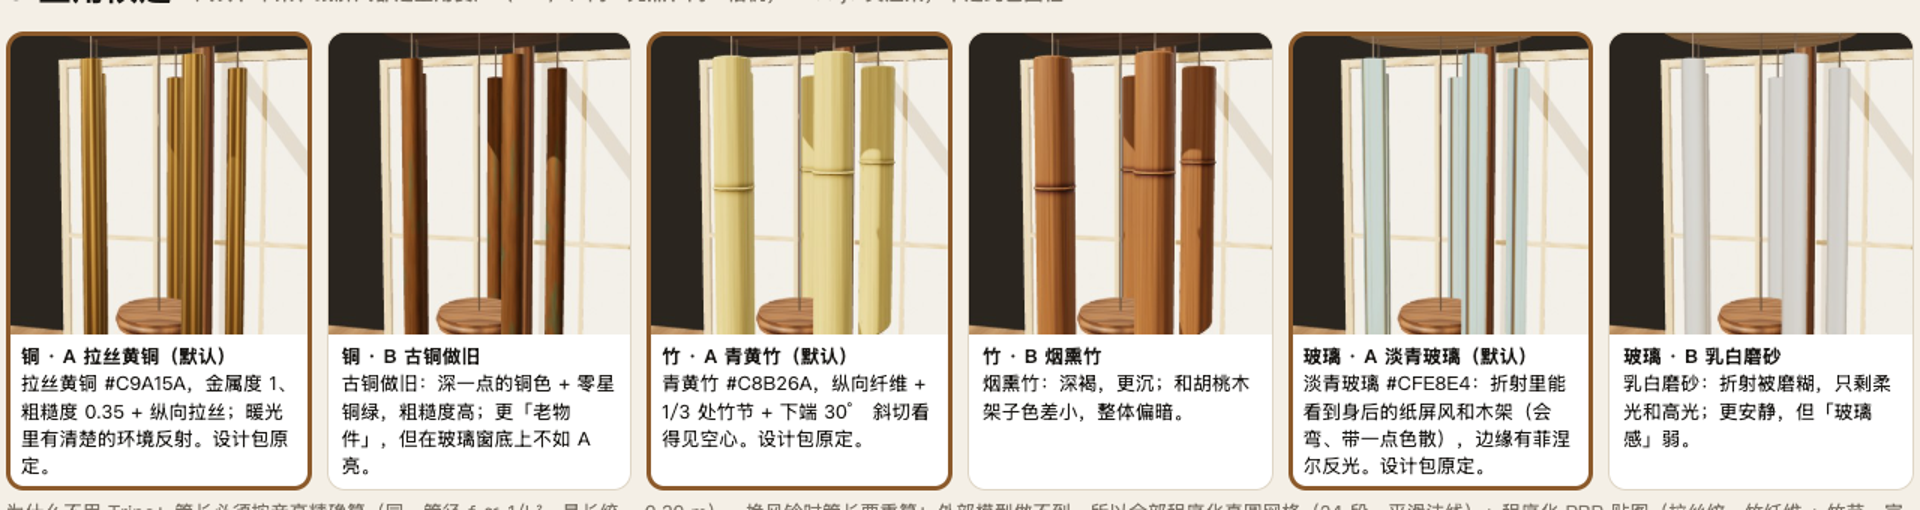 铜 · A 拉丝黄铜（默认）
拉丝黄铜 #C9A15A，金属度 1、
粗糙度 0.35 + 纵向拉丝；暖光
里有清楚的环境反射。设计包原
定。
铜 · B 古铜做旧
古铜做旧：深一点的铜色 + 零星
铜绿，粗糙度高；更「老物
件」，但在玻璃窗底上不如 A
亮。
竹 · A 青黄竹（默认）
青黄竹 #C8B26A，纵向纤维 +
1/3 处竹节 + 下端 30° 斜切看
得见空心。设计包原定。
竹 · B 烟熏竹
烟熏竹：深褐，更沉；和胡桃木
架子色差小，整体偏暗。
玻璃 · A 淡青玻璃（默认）
淡青玻璃 #CFE8E4：折射里能
看到身后的纸屏风和木架（会
弯、带一点色散），边缘有菲涅
尔反光。设计包原定。
玻璃 · B 乳白磨砂
乳白磨砂：折射被磨糊，只剩柔
光和高光；更安静，但「玻璃
感」弱。